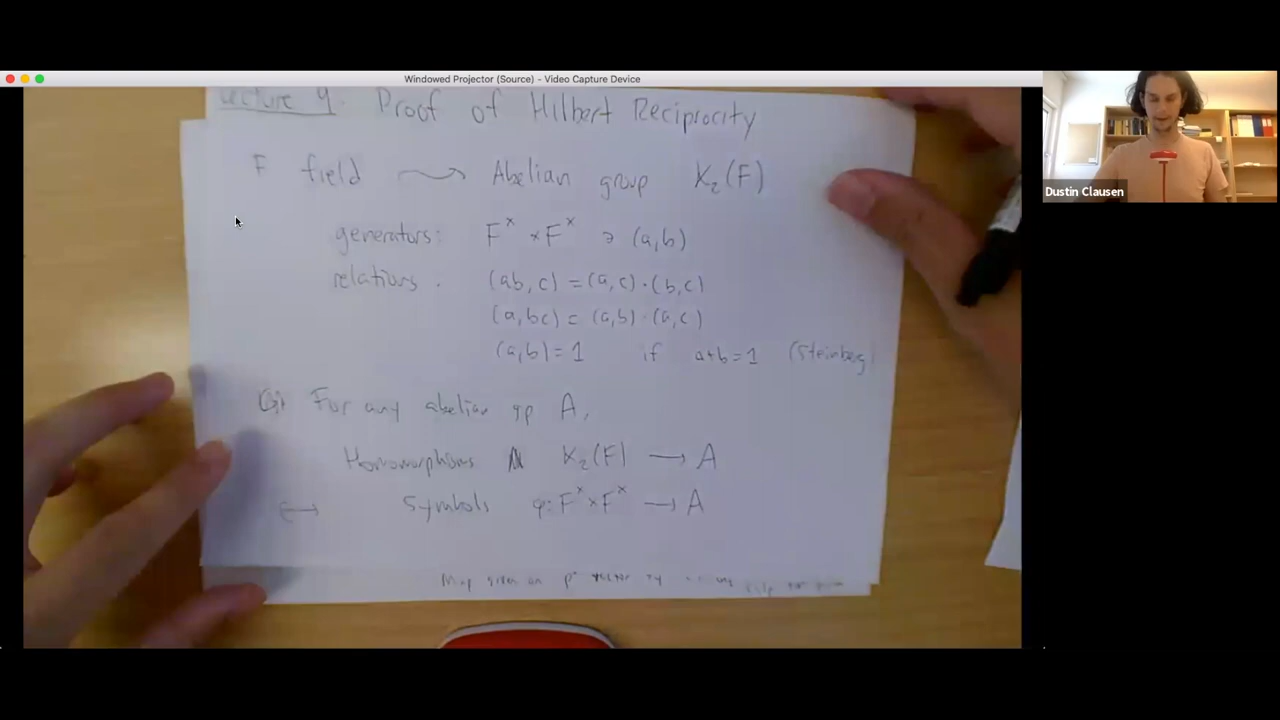 Windowed Projector (Source) - Video Capture Device
Lecture 9: Proof of Hilbert Reciprocity
F field ⟿ Abelian group K₂(F)
generators: F^× × F^× ∋ (a,b)
relations: (ab,c) = (a,c)·(b,c)
(a,bc) = (a,b)·(a,c)
(a,b) = 1 if a+b=1 (Steinberg)
For any abelian gp A,
Homomorphisms K₂(F) → A
↔ Symbols φ: F^× × F^× → A
Dustin Clausen